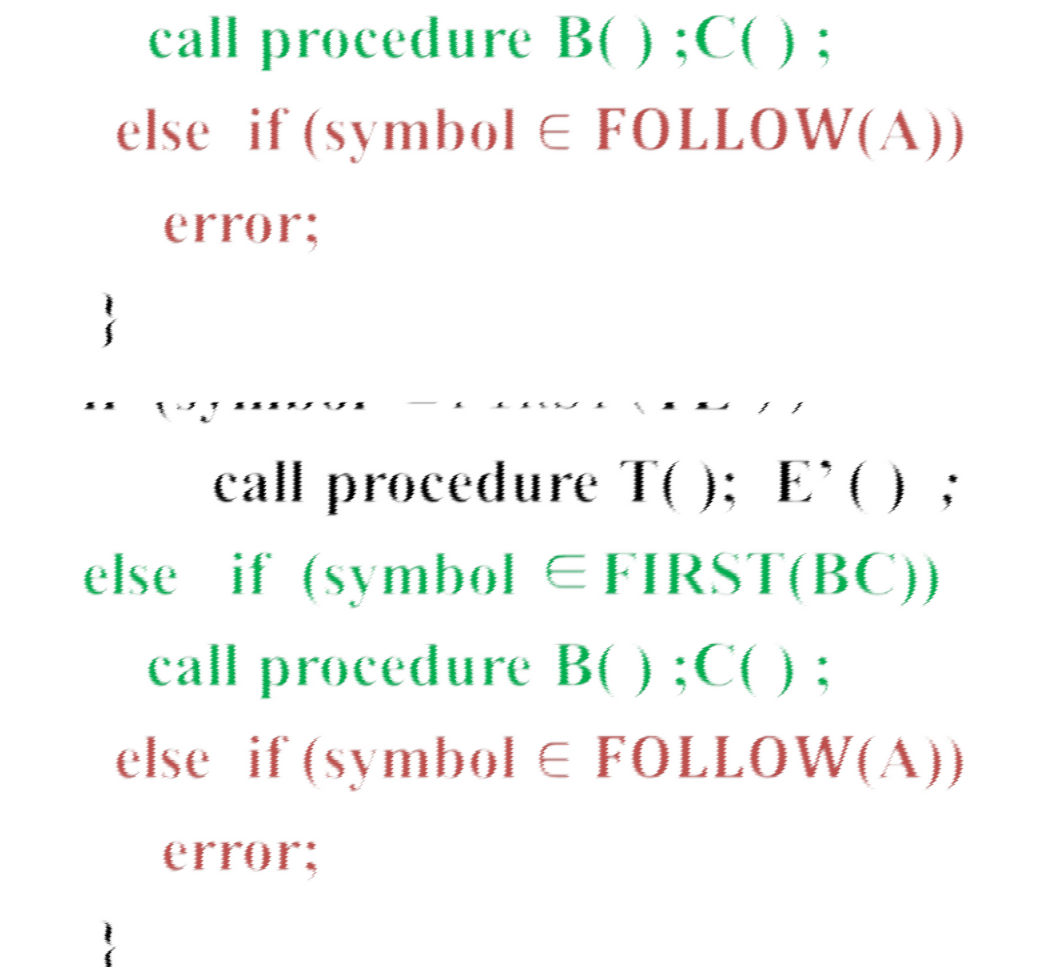 call procedure B( ) ;C( ) ;
else if (symbol ∈ FOLLOW(A))
error;
}
call procedure T( ); E’ ( ) ;
else if (symbol ∈ FIRST(BC))
call procedure B( ) ;C( ) ;
else if (symbol ∈ FOLLOW(A))
error;
}